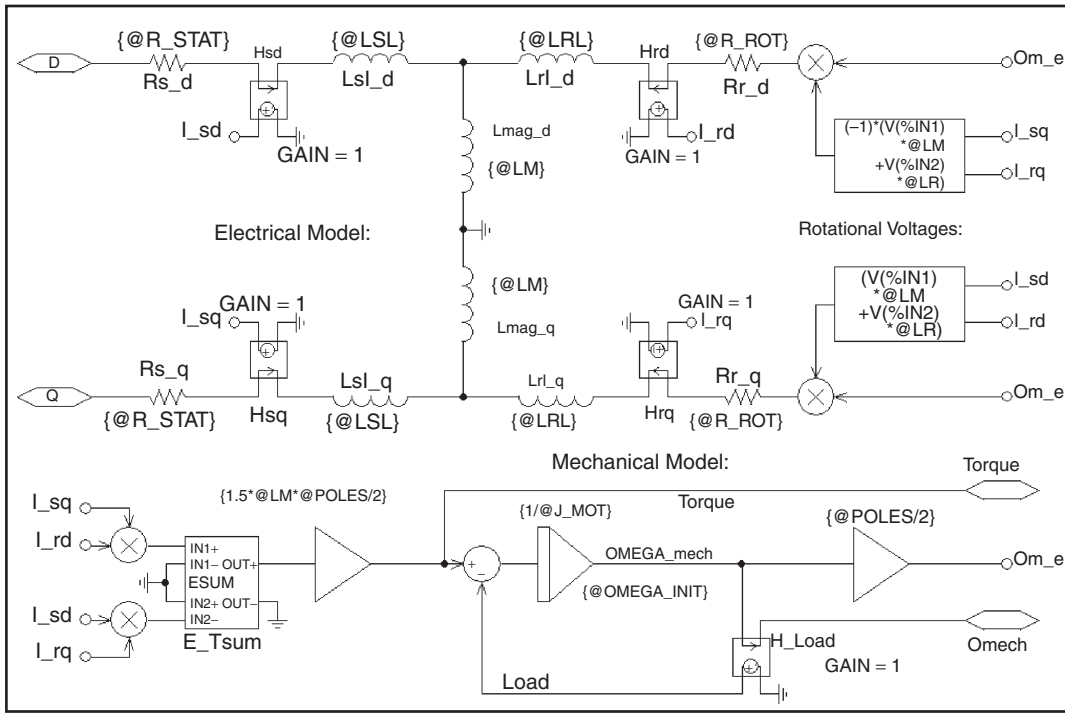 {@R_STAT} Hsd {@LSL} {@LRL} Hrd {@R_ROT}
D Om_e
Rs_d LsI_d LrI_d Rr_d
I_sd I_rd
GAIN = 1 GAIN = 1
Lmag_d
{@LM}
(–1)*(V(%IN1)
*@LM
+V(%IN2)
*@LR)
I_sq
I_rq
Electrical Model:
Rotational Voltages:
{@LM}
Lmag_q
GAIN = 1 GAIN = 1
I_sq I_rq
(V(%IN1)
*@LM
+V(%IN2)
*@LR)
I_sd
I_rd
Rs_q LsI_q LrI_q Rr_q
Q Om_e
{@R_STAT} Hsq {@LSL} {@LRL} Hrq {@R_ROT}
Mechanical Model:
Torque
{1.5*@LM*@POLES/2} Torque
I_sq
I_rd
{1/@J_MOT} {@POLES/2}
IN1+
IN1– OUT+
ESUM
IN2+ OUT–
IN2–
+
–
OMEGA_mech
Om_e
{@OMEGA_INIT}
I_sd
I_rq
E_Tsum
H_Load
Omech
GAIN = 1
Load